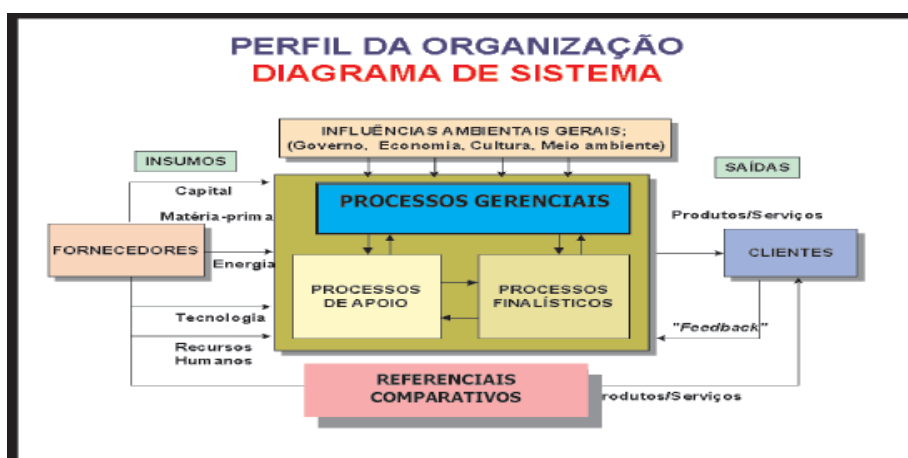 PERFIL DA ORGANIZAÇÃO
DIAGRAMA DE SISTEMA
INFLUÊNCIAS AMBIENTAIS GERAIS;
(Governo, Economia, Cultura, Meio ambiente)
INSUMOS
SAÍDAS
Capital
PROCESSOS GERENCIAIS
Matéria-prima
Produtos/Serviços
FORNECEDORES
CLIENTES
Energia
PROCESSOS
DE APOIO
PROCESSOS
FINALÍSTICOS
Tecnologia
"Feedback"
Recursos
Humanos
REFERENCIAIS
COMPARATIVOS
rodutos/Serviços